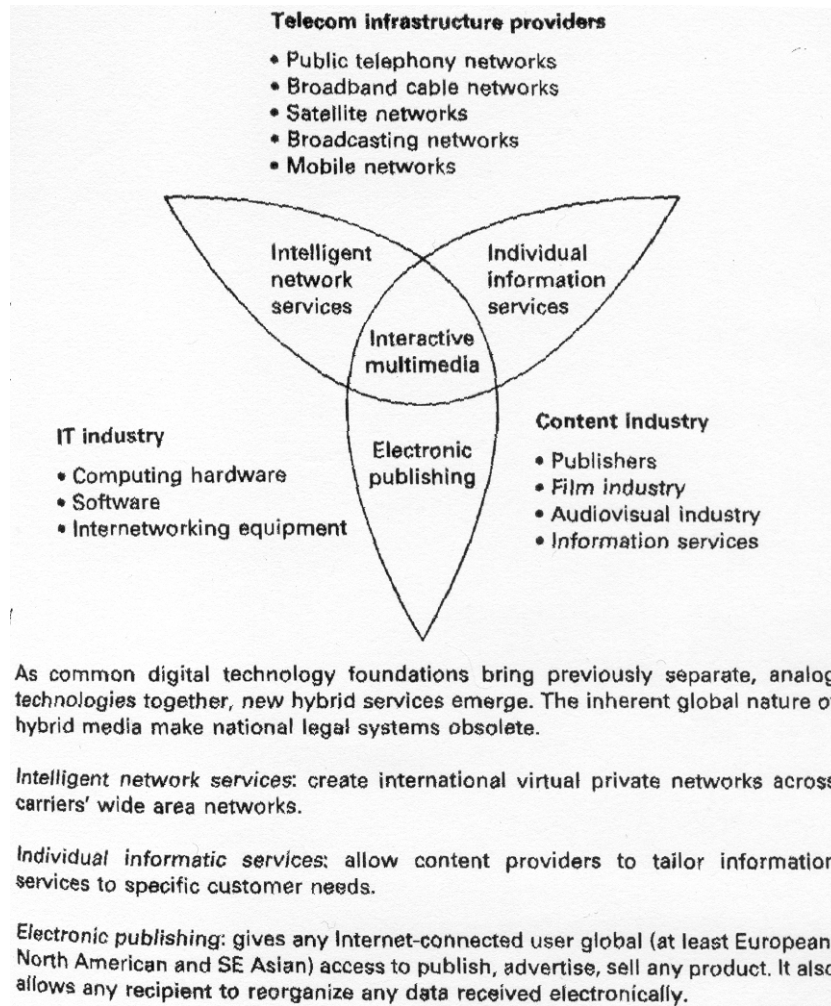 Telecom infrastructure providers
• Public telephony networks
• Broadband cable networks
• Satellite networks
• Broadcasting networks
• Mobile networks
Intelligent
network
services
Individual
information
services
Interactive
multimedia
Electronic
publishing
IT industry
• Computing hardware
• Software
• Internetworking equipment
Content industry
• Publishers
• Film industry
• Audiovisual industry
• Information services
As common digital technology foundations bring previously separate, analog
technologies together, new hybrid services emerge. The inherent global nature of
hybrid media make national legal systems obsolete.
Intelligent network services: create international virtual private networks across
carriers' wide area networks.
Individual informatic services: allow content providers to tailor information
services to specific customer needs.
Electronic publishing: gives any Internet-connected user global (at least European
North American and SE Asian) access to publish, advertise, sell any product. It also
allows any recipient to reorganize any data received electronically.